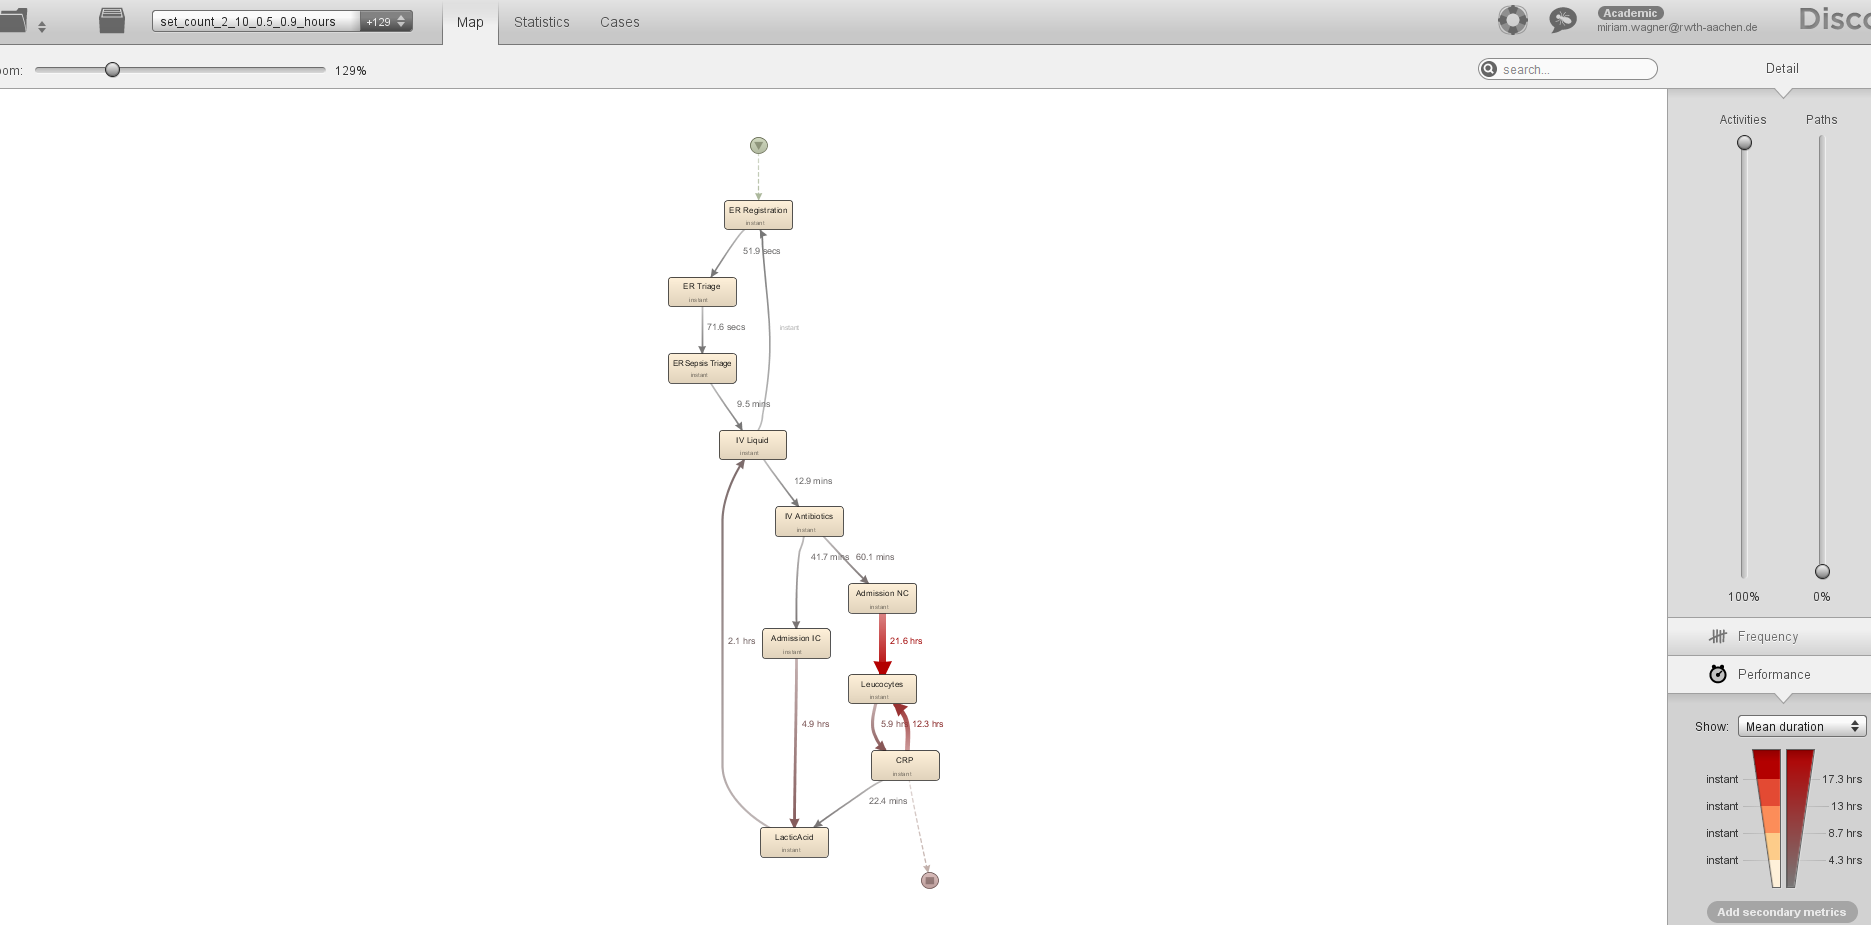 set_count_2_10_0.5_0.9_hours +129
Map Statistics Cases
Academic
miriam.wagner@rwth-aachen.de
Disco
oom: 129%
search...
Detail
Activities Paths
ER Registration
instant
51.9 secs
ER Triage
instant
71.6 secs
instant
ER Sepsis Triage
instant
9.5 mins
IV Liquid
instant
12.9 mins
IV Antibiotics
instant
41.7 mins 60.1 mins
Admission NC
instant
2.1 hrs
Admission IC
instant
21.6 hrs
Leucocytes
instant
4.9 hrs
5.9 hrs 12.3 hrs
CRP
instant
22.4 mins
LacticAcid
instant
100% 0%
Frequency
Performance
Show: Mean duration
instant 17.3 hrs
instant 13 hrs
instant 8.7 hrs
instant 4.3 hrs
Add secondary metrics